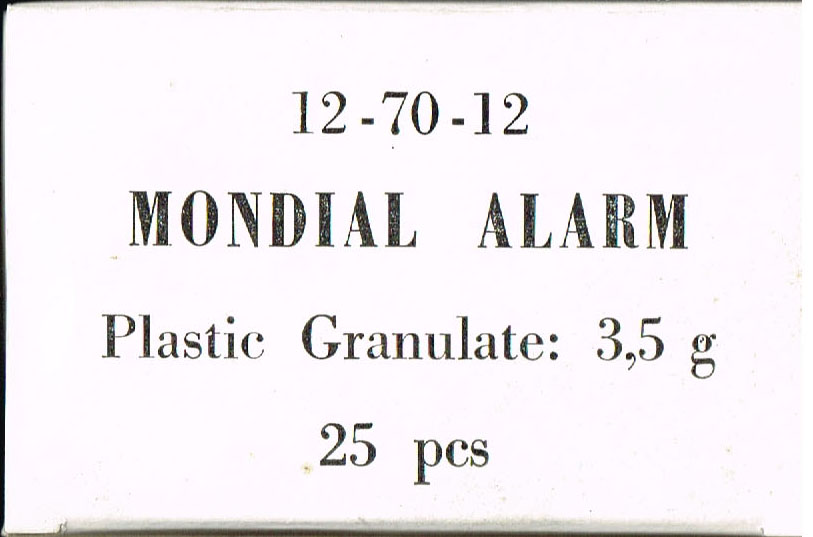 12-70-12
MONDIAL ALARM
Plastic Granulate: 3,5 g
25 pcs